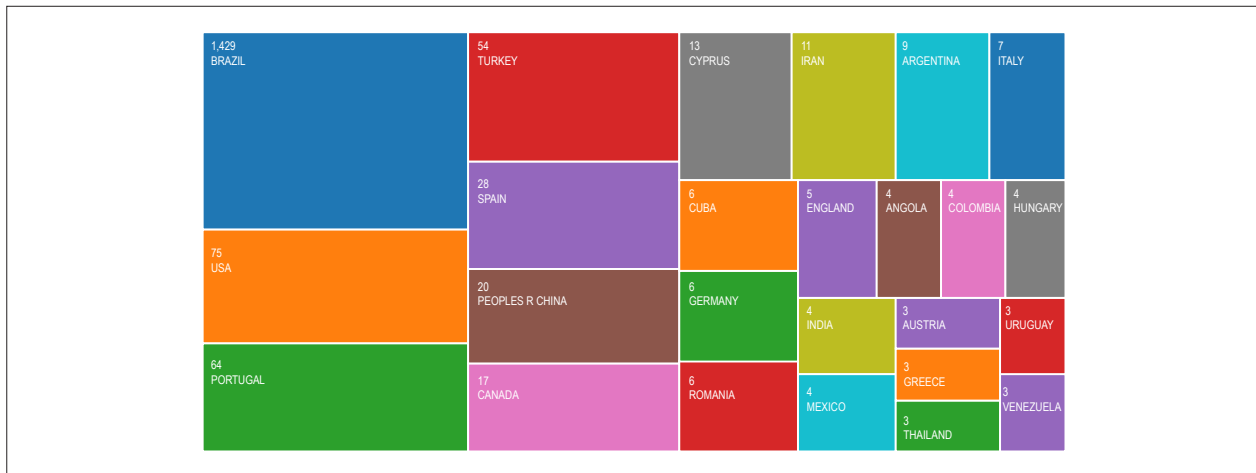 1,429
BRAZIL
75
USA
64
PORTUGAL
54
TURKEY
28
SPAIN
20
PEOPLES R CHINA
17
CANADA
13
CYPRUS
11
IRAN
9
ARGENTINA
7
ITALY
6
CUBA
6
GERMANY
6
ROMANIA
5
ENGLAND
4
ANGOLA
4
COLOMBIA
4
HUNGARY
4
INDIA
4
MEXICO
3
AUSTRIA
3
GREECE
3
THAILAND
3
URUGUAY
3
VENEZUELA